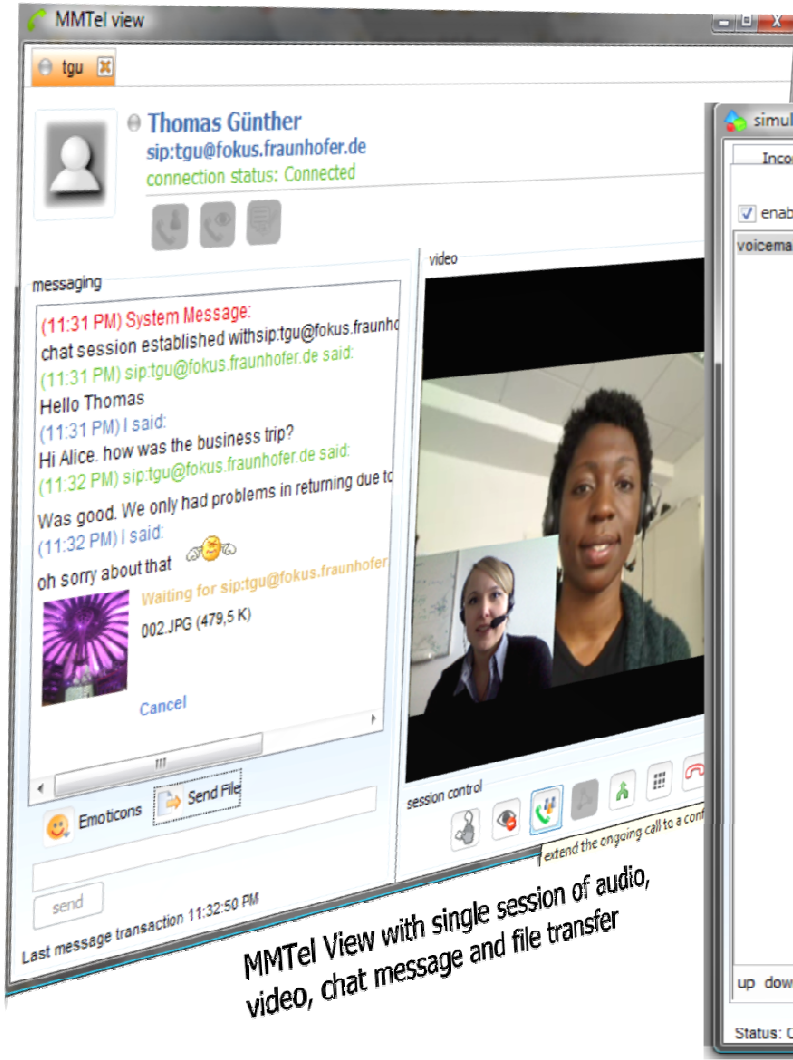 MMTel view
tgu
Thomas Günther
sip:tgu@fokus.fraunhofer.de
connection status: Connected
messaging
(11:31 PM) System Message:
chat session established withsip:tgu@fokus.fraunho
(11:31 PM) sip:tgu@fokus.fraunhofer.de said:
Hello Thomas
(11:31 PM) I said:
Hi Alice. how was the business trip?
(11:32 PM) sip:tgu@fokus.fraunhofer.de said:
Was good. We only had problems in returning due to
(11:32 PM) I said:
oh sorry about that
Waiting for sip:tgu@fokus.fraunhofer
002.JPG (479,5 K)
Cancel
Emoticons
Send File
send
Last message transaction 11:32:50 PM
video
session control
extend the ongoing call to a conf
MMTel View with single session of audio,
video, chat message and file transfer
simul
Inco
enab
voicema
up dow
Status: C